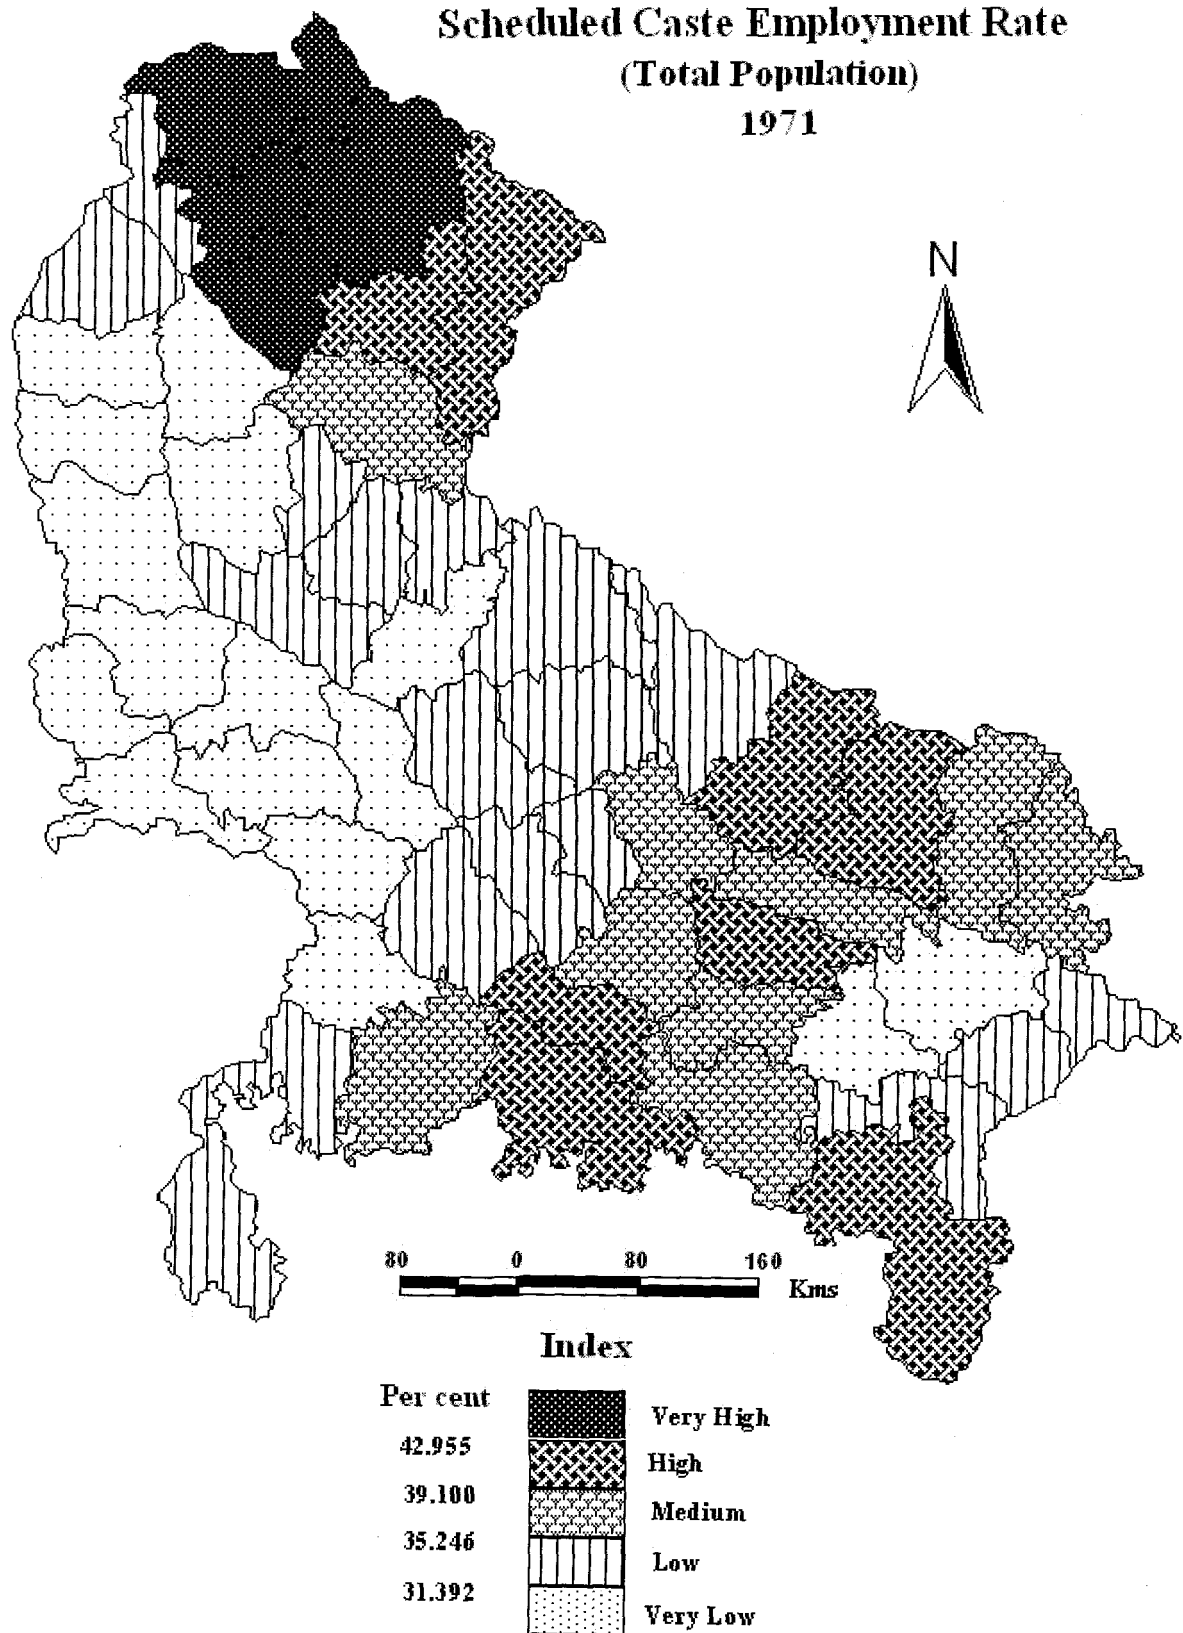 Scheduled Caste Employment Rate
(Total Population)
1971
N
80 0 80 160
Kms
Index
Per cent
Very High
42.955
High
39.100
Medium
35.246
Low
31.392
Very Low